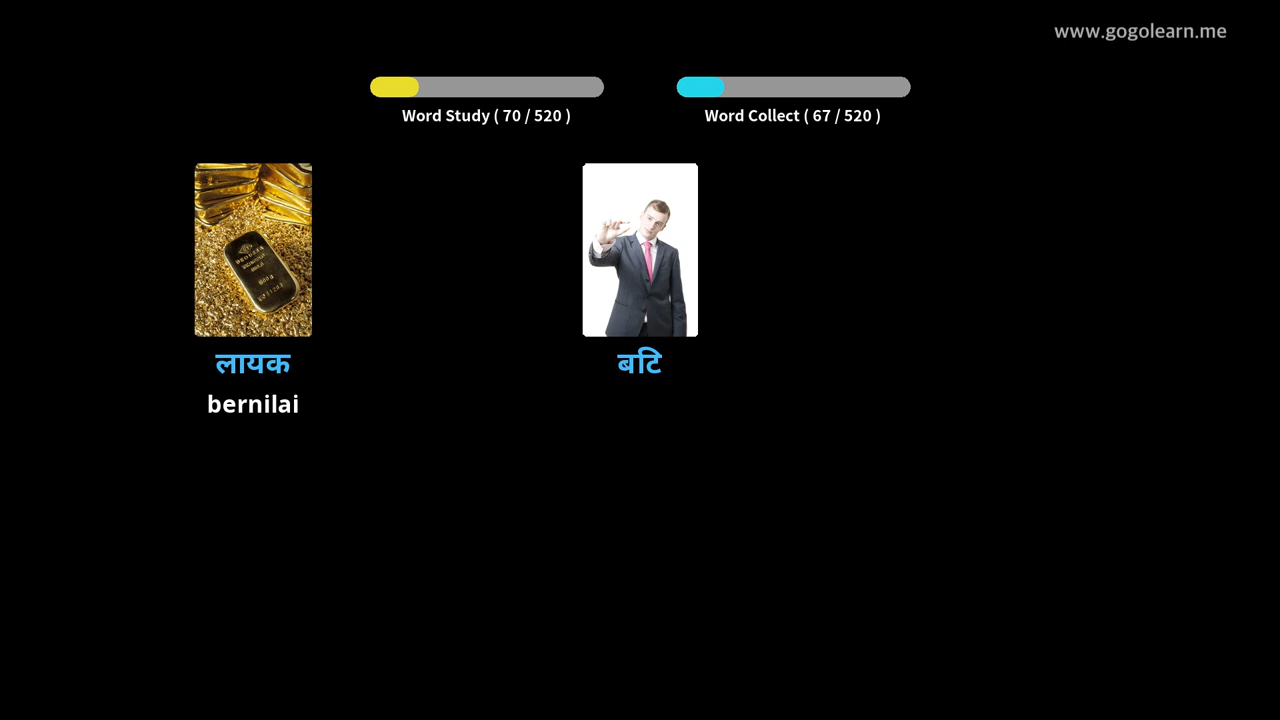 www.gogolearn.me
Word Study ( 70 / 520 )
Word Collect ( 67 / 520 )
लायक
बटि
bernilai